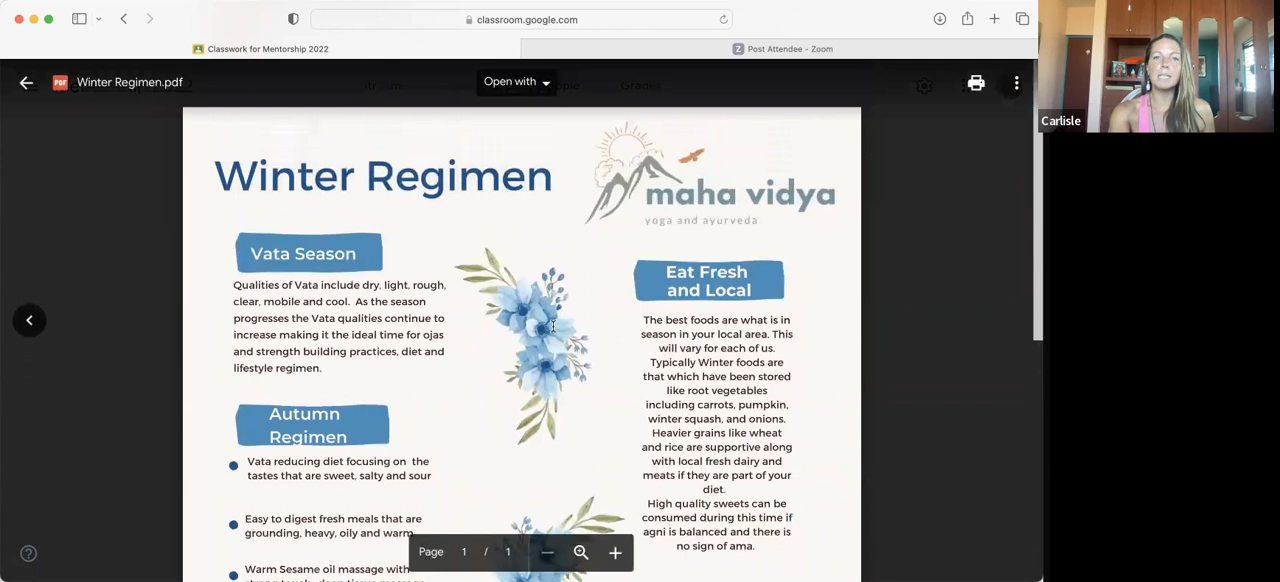 classroom.google.com
Classwork for Mentorship 2022
Z Post Attendee - Zoom
PDF Winter Regimen.pdf
Open with
Carlisle
Winter Regimen
maha vidya
yoga and ayurveda
Vata Season
Qualities of Vata include dry, light, rough,
clear, mobile and cool. As the season
progresses the Vata qualities continue to
increase making it the ideal time for ojas
and strength building practices, diet and
lifestyle regimen.
Autumn
Regimen
Vata reducing diet focusing on the
tastes that are sweet, salty and sour
Easy to digest fresh meals that are
grounding, heavy, oily and warm
Warm Sesame oil massage with
Eat Fresh
and Local
The best foods are what is in
season in your local area. This
will vary for each of us.
Typically Winter foods are
that which have been stored
like root vegetables
including carrots, pumpkin,
winter squash, and onions.
Heavier grains like wheat
and rice are supportive along
with local fresh dairy and
meats if they are part of your
diet.
High quality sweets can be
consumed during this time if
agni is balanced and there is
no sign of ama.
Page 1 / 1